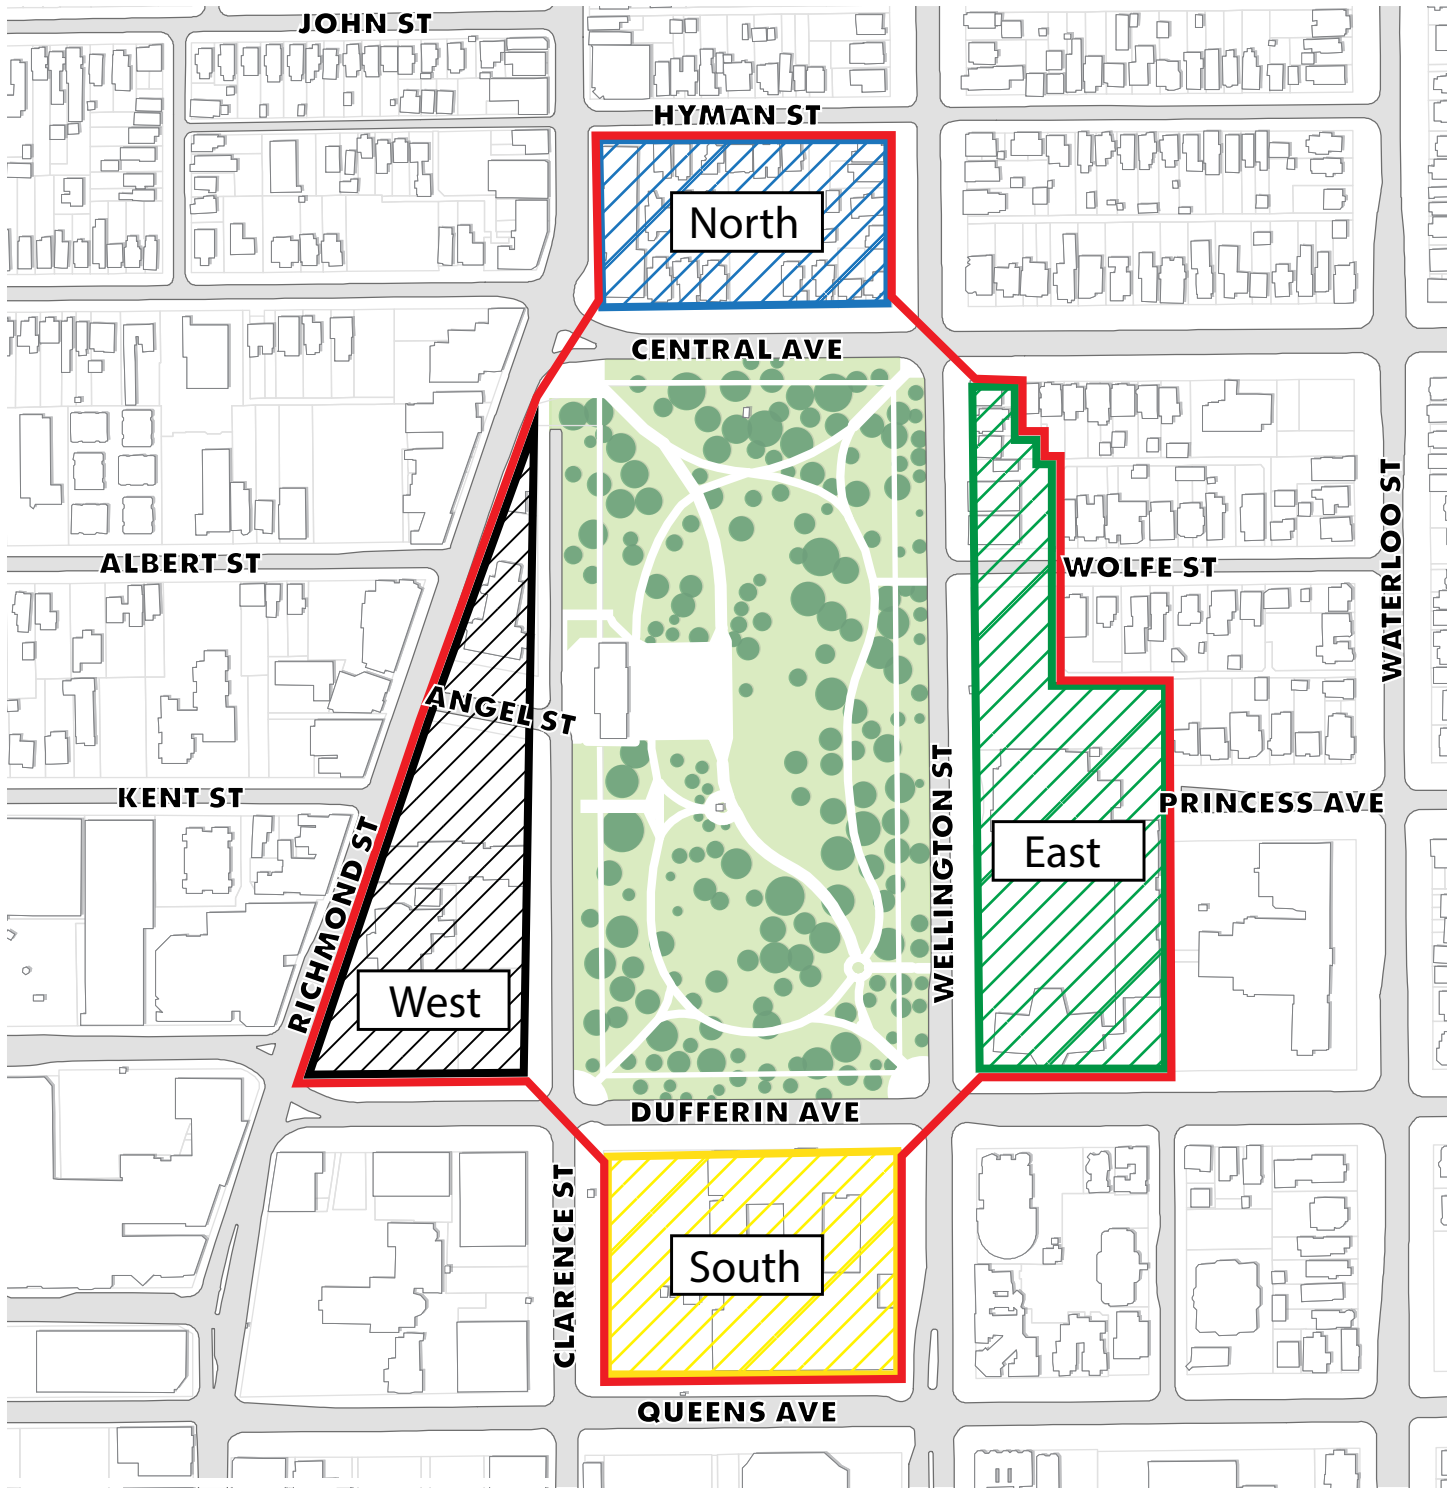 JOHN ST
HYMAN ST
North
CENTRAL AVE
ALBERT ST
WOLFE ST
WATERLOO ST
ANGEL ST
KENT ST
PRINCESS AVE
RICHMOND ST
WELLINGTON ST
East
West
DUFFERIN AVE
CLARENCE ST
South
QUEENS AVE